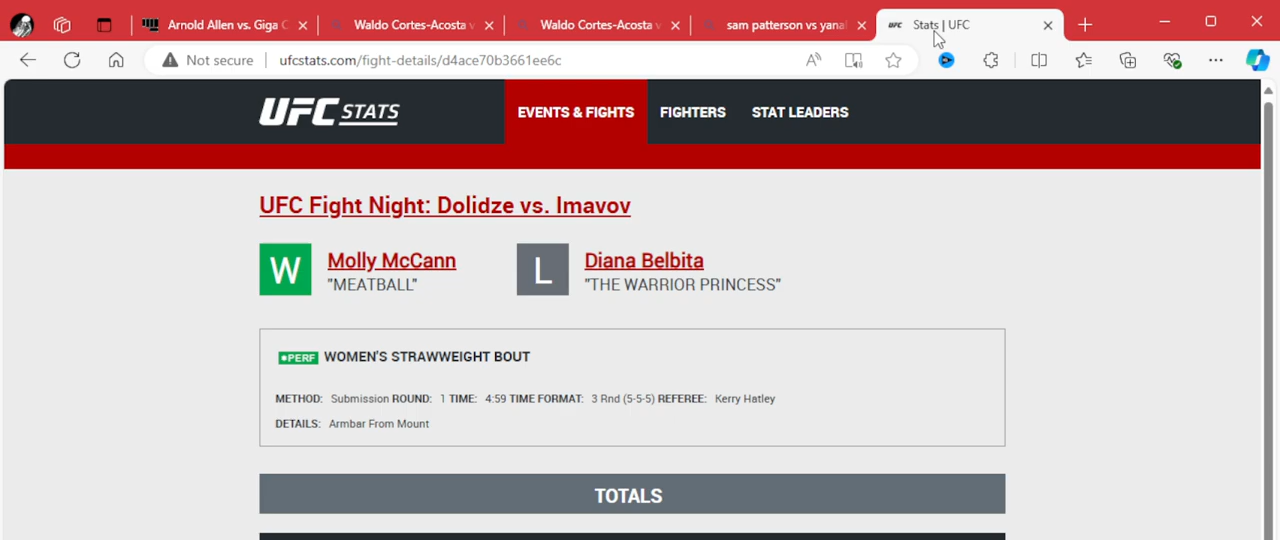 Arnold Allen vs. Giga C
Waldo Cortes-Acosta v
Waldo Cortes-Acosta v
sam patterson vs yanal
UFC Stats | UFC
Not secure ufcstats.com/fight-details/d4ace70b3661ee6c
UFC STATS EVENTS & FIGHTS FIGHTERS STAT LEADERS
UFC Fight Night: Dolidze vs. Imavov
W Molly McCann "MEATBALL"
L Diana Belbita "THE WARRIOR PRINCESS"
PERF WOMEN'S STRAWWEIGHT BOUT
METHOD: Submission ROUND: 1 TIME: 4:59 TIME FORMAT: 3 Rnd (5-5-5) REFEREE: Kerry Hatley
DETAILS: Armbar From Mount
TOTALS